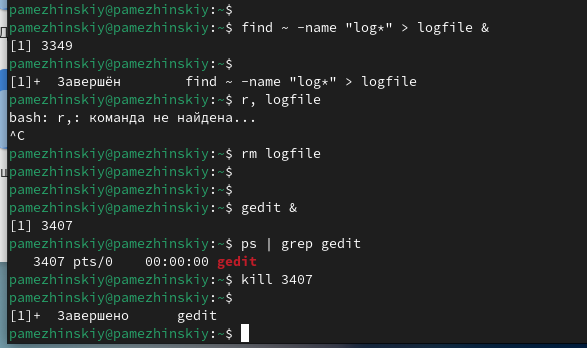 pamezhinskiy@pamezhinskiy:~$
pamezhinskiy@pamezhinskiy:~$ find ~ -name "log*" > logfile &
[1] 3349
pamezhinskiy@pamezhinskiy:~$
[1]+  Завершён        find ~ -name "log*" > logfile
pamezhinskiy@pamezhinskiy:~$ r, logfile
bash: r,: команда не найдена...
^C
pamezhinskiy@pamezhinskiy:~$ rm logfile
pamezhinskiy@pamezhinskiy:~$
pamezhinskiy@pamezhinskiy:~$
pamezhinskiy@pamezhinskiy:~$ gedit &
[1] 3407
pamezhinskiy@pamezhinskiy:~$ ps | grep gedit
   3407 pts/0    00:00:00 gedit
pamezhinskiy@pamezhinskiy:~$ kill 3407
pamezhinskiy@pamezhinskiy:~$
[1]+  Завершено      gedit
pamezhinskiy@pamezhinskiy:~$